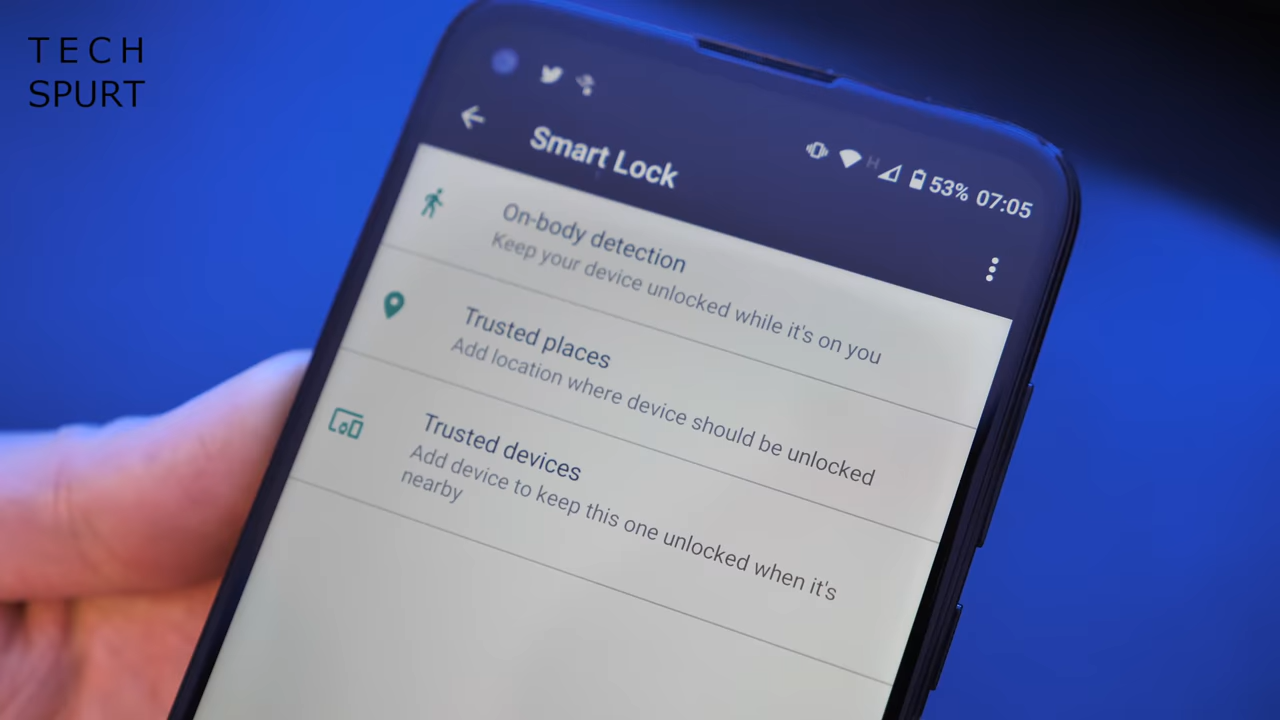 TECH
SPURT
H
53% 07:05
Smart Lock
On-body detection
Keep your device unlocked while it's on you
Trusted places
Add location where device should be unlocked
Trusted devices
Add device to keep this one unlocked when it's
nearby